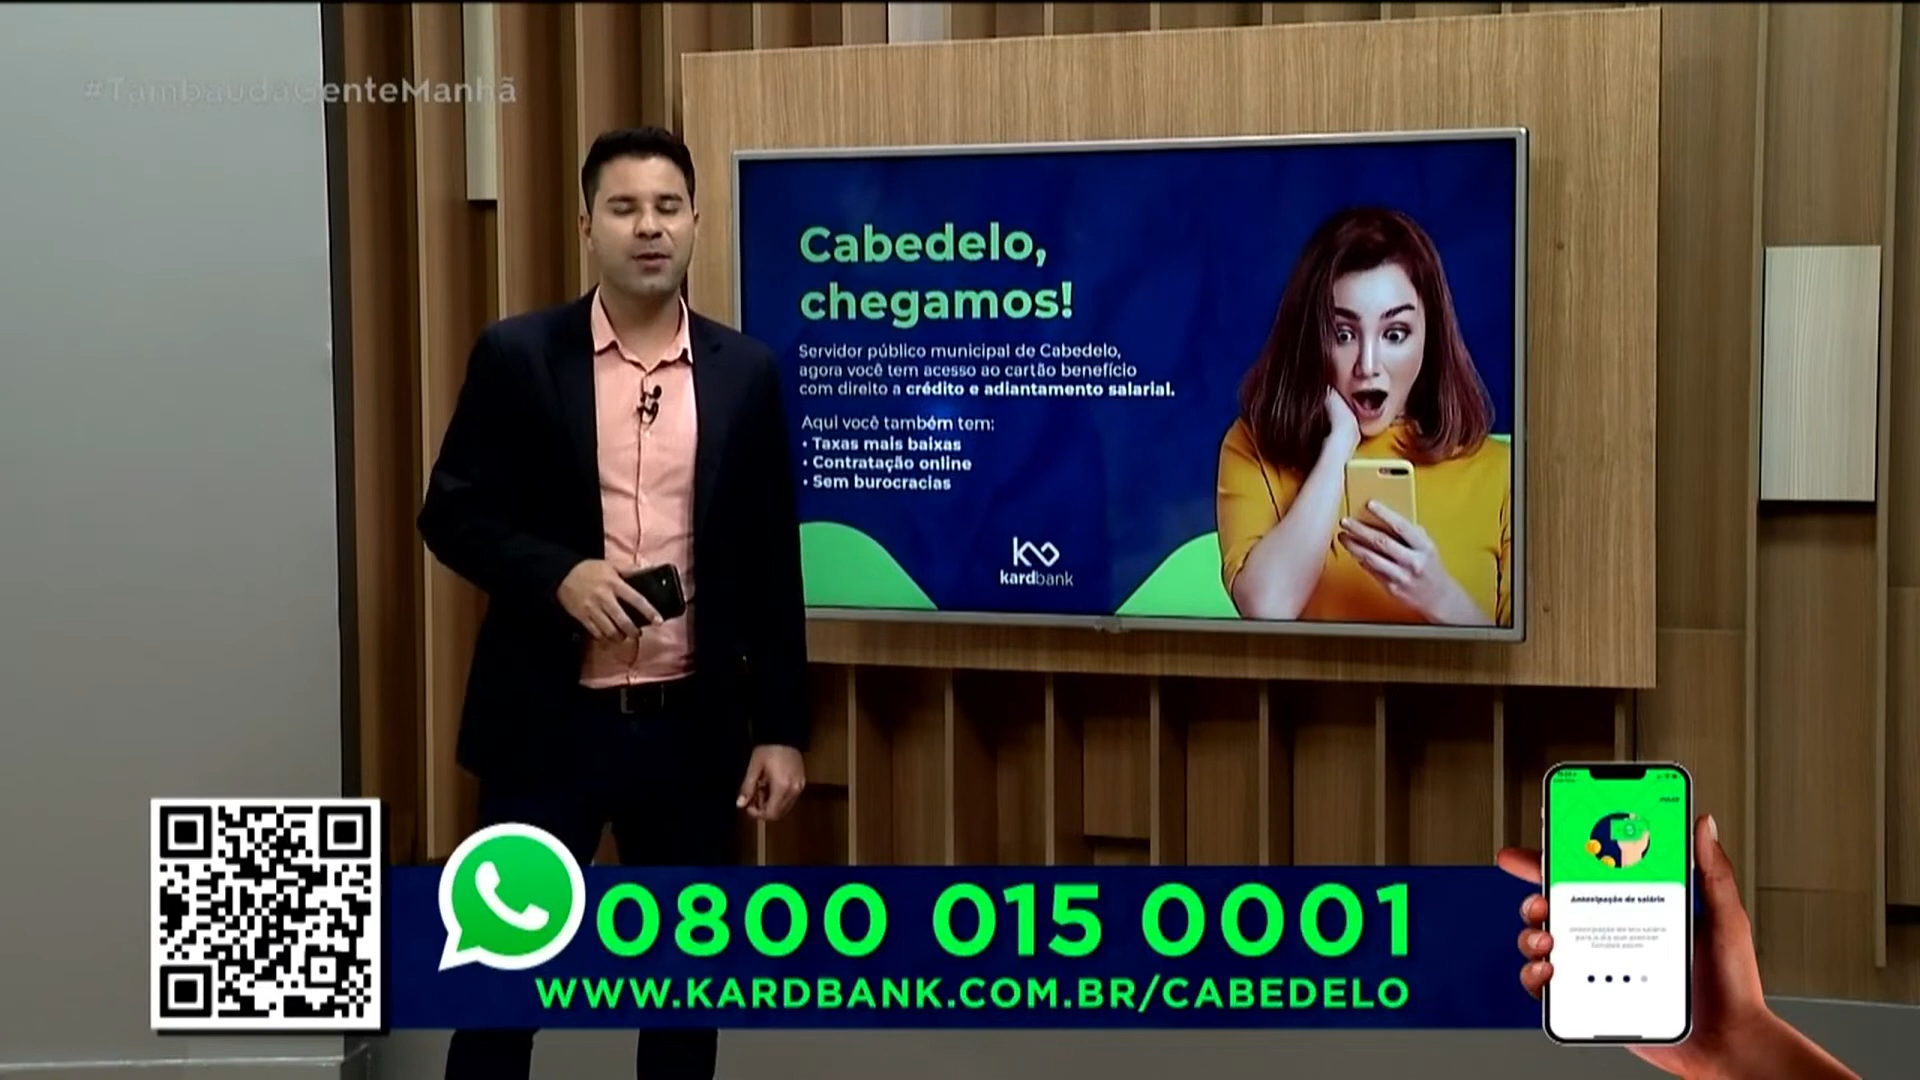 #TambaudaGenteManhã
Cabedelo,
chegamos!
Servidor público municipal de Cabedelo,
agora você tem acesso ao cartão benefício
com direito a crédito e adiantamento salarial.
Aqui você também tem:
• Taxas mais baixas
• Contratação online
• Sem burocracias
kardbank
0800 015 0001
WWW.KARDBANK.COM.BR/CABEDELO
Antecipação de salário